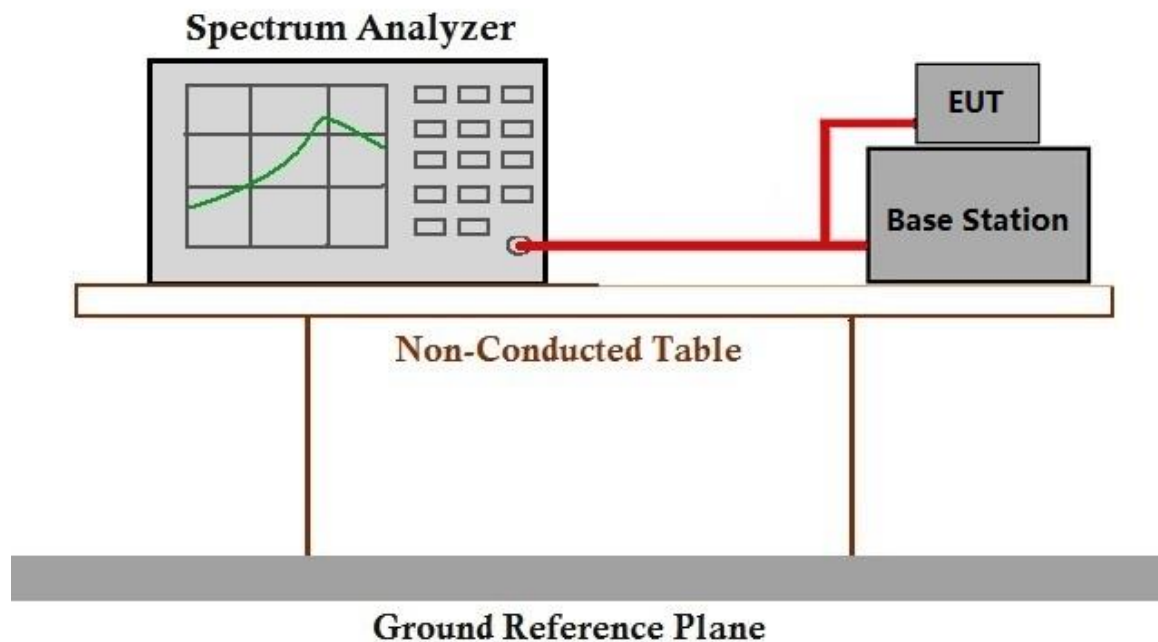 Spectrum Analyzer
EUT
Base Station
Non-Conducted Table
Ground Reference Plane